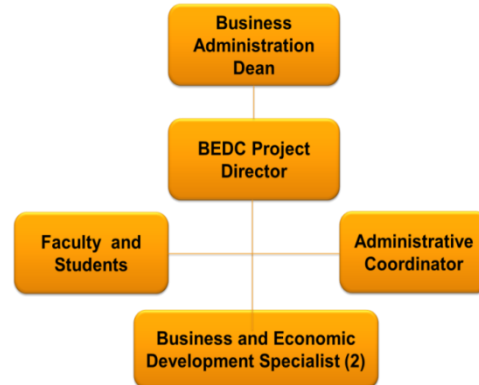 Business
Administration
Dean
BEDC Project
Director
Faculty and
Students
Administrative
Coordinator
Business and Economic
Development Specialist (2)